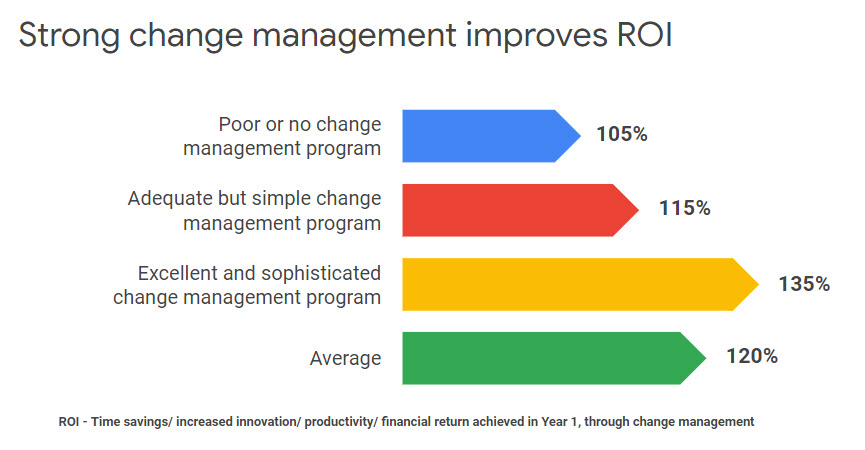 Strong change management improves ROI
Poor or no change
management program
105%
Adequate but simple change
management program
115%
Excellent and sophisticated
change management program
135%
Average
120%
ROI - Time savings/ increased innovation/ productivity/ financial return achieved in Year 1, through change management